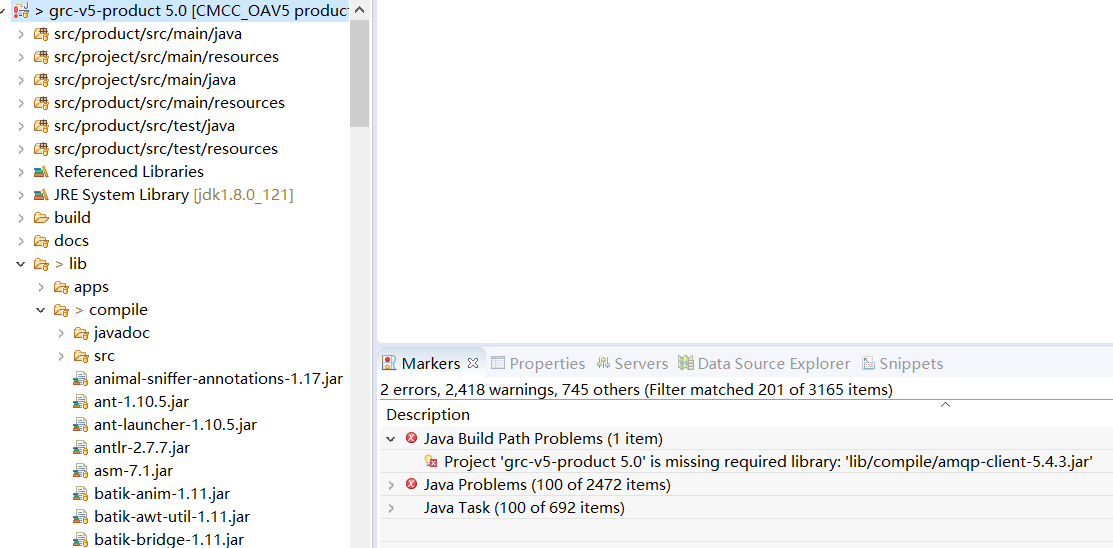 > grc-v5-product 5.0 [CMCC_OAV5 product
src/product/src/main/java
src/project/src/main/resources
src/project/src/main/java
src/product/src/main/resources
src/product/src/test/java
src/product/src/test/resources
Referenced Libraries
JRE System Library [jdk1.8.0_121]
build
docs
> lib
apps
> compile
javadoc
src
animal-sniffer-annotations-1.17.jar
ant-1.10.5.jar
ant-launcher-1.10.5.jar
antlr-2.7.7.jar
asm-7.1.jar
batik-anim-1.11.jar
batik-awt-util-1.11.jar
batik-bridge-1.11.jar
Markers Properties Servers Data Source Explorer Snippets
2 errors, 2,418 warnings, 745 others (Filter matched 201 of 3165 items)
Description
Java Build Path Problems (1 item)
Project 'grc-v5-product 5.0' is missing required library: 'lib/compile/amqp-client-5.4.3.jar'
Java Problems (100 of 2472 items)
Java Task (100 of 692 items)